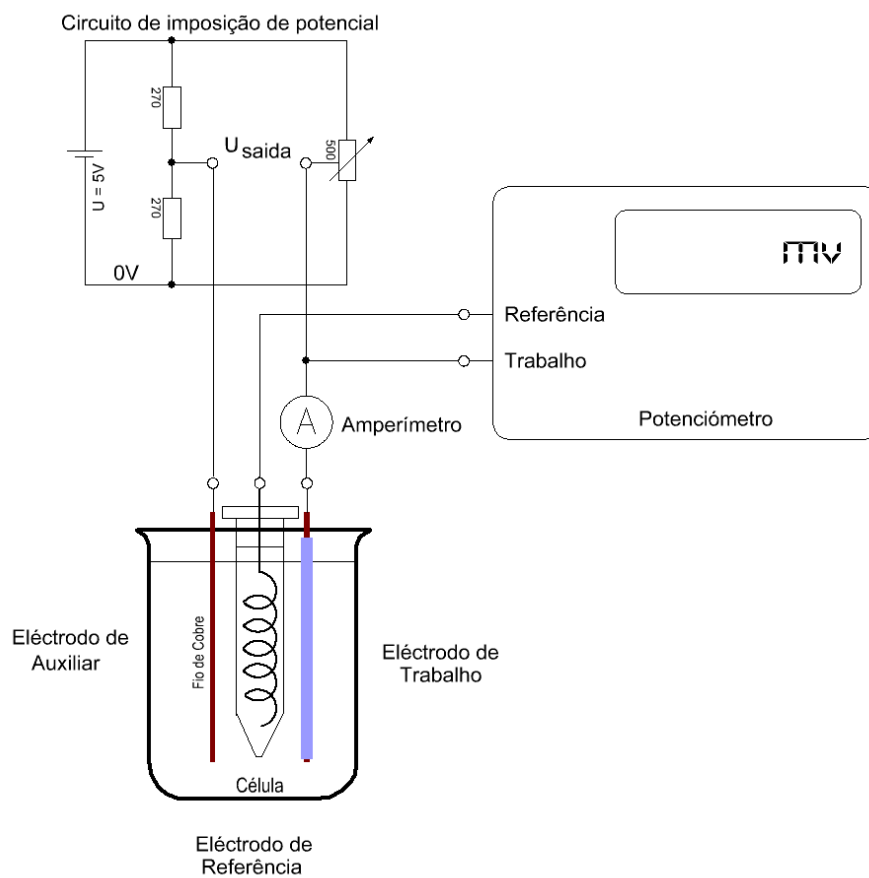 Circuito de imposição de potencial
270
U saida
500
U = 5V
270
0V
mv
Referência
Trabalho
A
Amperímetro
Potenciómetro
Eléctrodo de
Auxiliar
Fio de Cobre
Eléctrodo de
Trabalho
Célula
Eléctrodo de
Referência